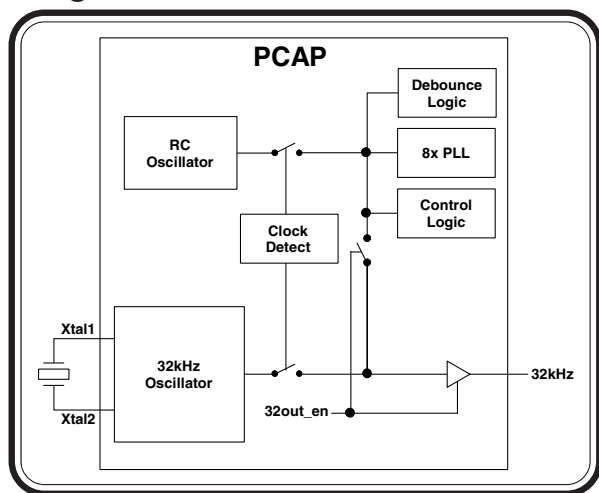 PCAP
Debounce
Logic
RC
Oscillator
8x PLL
Control
Logic
Clock
Detect
Xtal1
32kHz
Oscillator
32kHz
Xtal2
32out_en